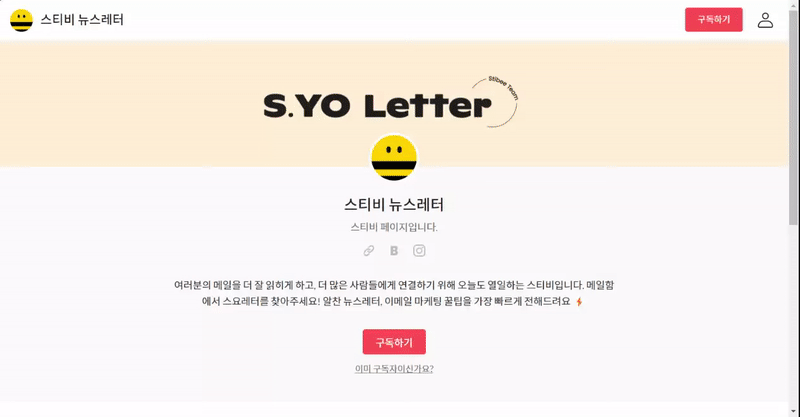 스티비 뉴스레터
구독하기
S.YO Letter
Stibee Team
스티비 뉴스레터
스티비 페이지입니다.
B
여러분의 메일을 더 잘 읽히게 하고, 더 많은 사람들에게 연결하기 위해 오늘도 열일하는 스티비입니다. 메일함
에서 스요레터를 찾아주세요! 알찬 뉴스레터, 이메일 마케팅 꿀팁을 가장 빠르게 전해드려요
구독하기
이미 구독자이신가요?